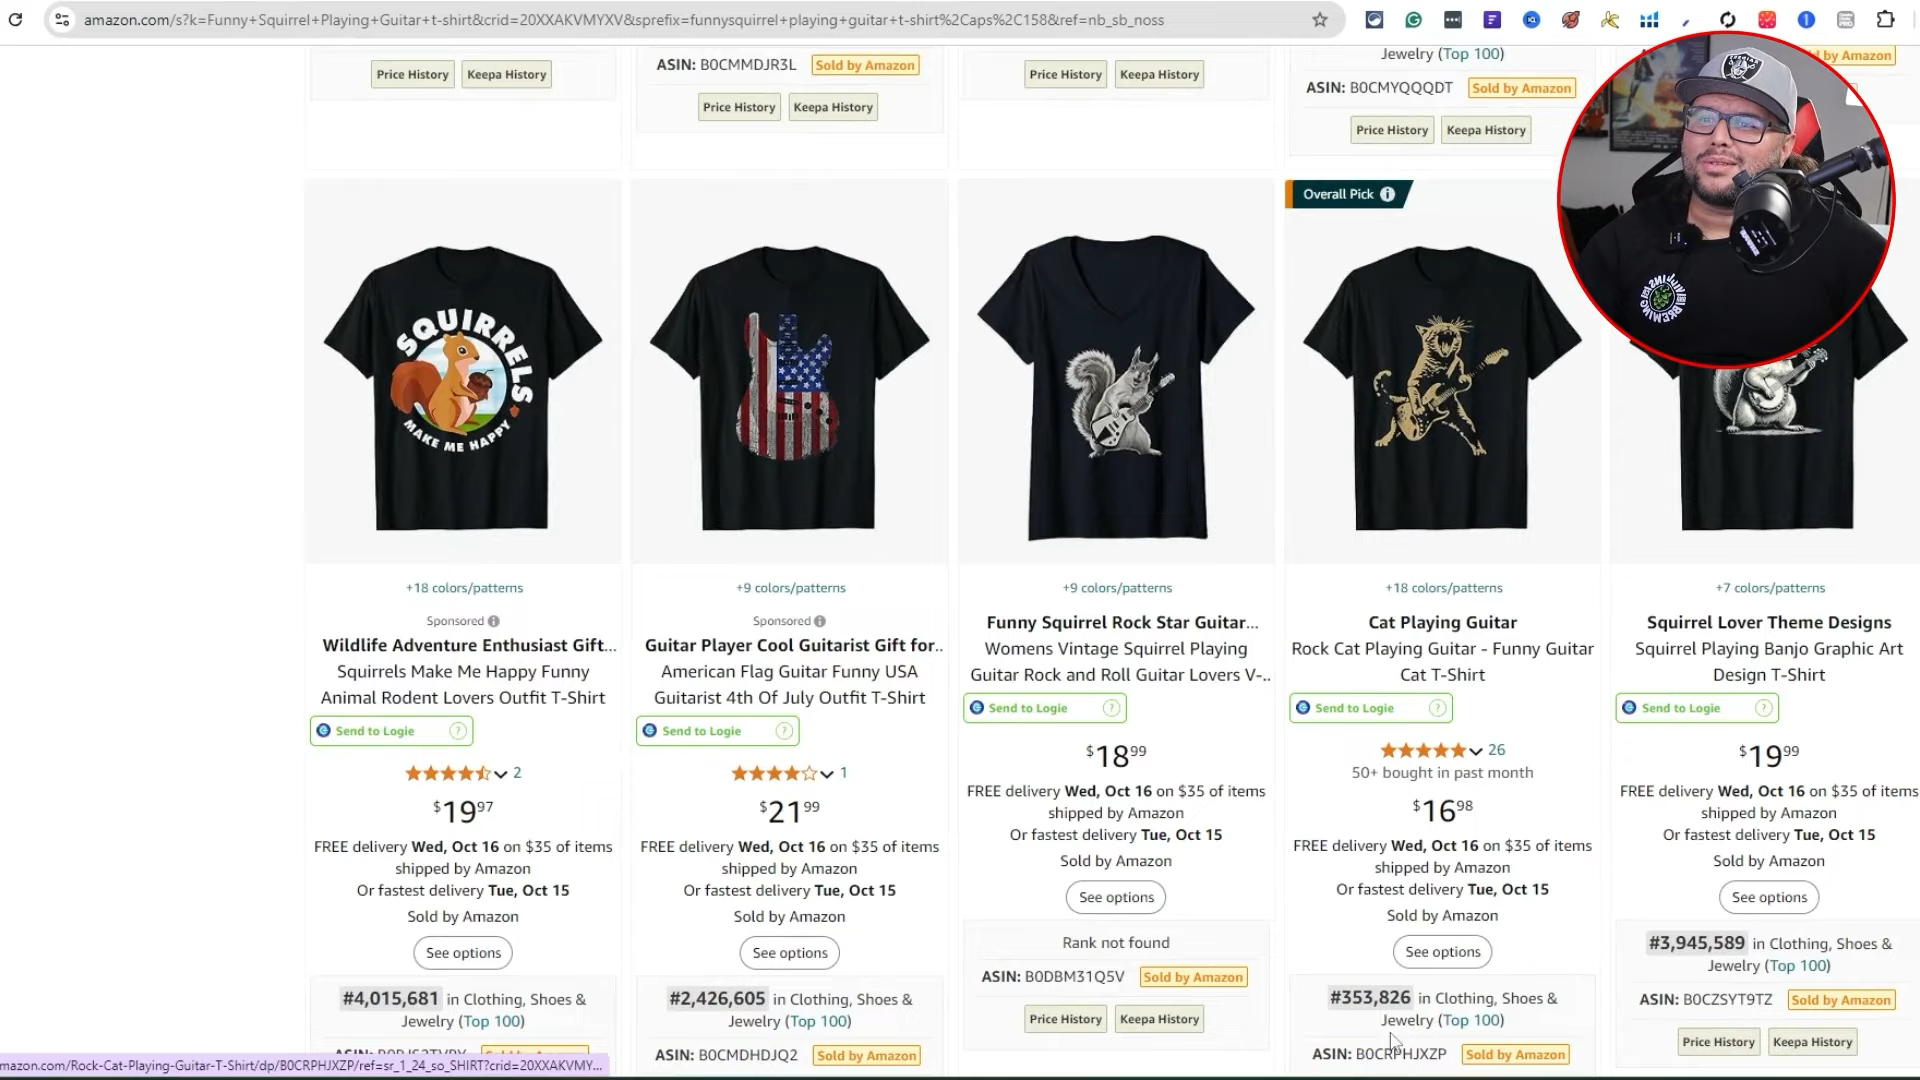 amazon.com/s?k=Funny+Squirrel+Playing+Guitar+t-shirt&crid=20XXAKVMYXV&sprefix=funnysquirrel+playing+guitar+t-shirt%2Caps%2C158&ref=nb_sb_noss
Price History Keepa History
ASIN: B0CMMDJR3L Sold by Amazon
Price History Keepa History
Price History Keepa History
Jewelry (Top 100)
ASIN: B0CMYQQQDT Sold by Amazon
Price History Keepa History
by Amazon
Overall Pick
SQUIRRELS
MAKE ME HAPPY
+18 colors/patterns
Sponsored
Wildlife Adventure Enthusiast Gift...
Squirrels Make Me Happy Funny
Animal Rodent Lovers Outfit T-Shirt
Send to Logie ?
2
$19 97
FREE delivery Wed, Oct 16 on $35 of items
shipped by Amazon
Or fastest delivery Tue, Oct 15
Sold by Amazon
See options
#4,015,681 in Clothing, Shoes &
Jewelry (Top 100)
+9 colors/patterns
Sponsored
Guitar Player Cool Guitarist Gift for..
American Flag Guitar Funny USA
Guitarist 4th Of July Outfit T-Shirt
Send to Logie ?
1
$21 99
FREE delivery Wed, Oct 16 on $35 of items
shipped by Amazon
Or fastest delivery Tue, Oct 15
Sold by Amazon
See options
#2,426,605 in Clothing, Shoes &
Jewelry (Top 100)
ASIN: B0CMDHDJQ2 Sold by Amazon
+9 colors/patterns
Funny Squirrel Rock Star Guitar...
Womens Vintage Squirrel Playing
Guitar Rock and Roll Guitar Lovers V-..
Send to Logie ?
$18 99
FREE delivery Wed, Oct 16 on $35 of items
shipped by Amazon
Or fastest delivery Tue, Oct 15
Sold by Amazon
See options
Rank not found
ASIN: B0DBM31Q5V Sold by Amazon
Price History Keepa History
+18 colors/patterns
Cat Playing Guitar
Rock Cat Playing Guitar - Funny Guitar
Cat T-Shirt
Send to Logie ?
26
50+ bought in past month
$16 98
FREE delivery Wed, Oct 16 on $35 of items
shipped by Amazon
Or fastest delivery Tue, Oct 15
Sold by Amazon
See options
#353,826 in Clothing, Shoes &
Jewelry (Top 100)
ASIN: B0CRPHJXZP Sold by Amazon
+7 colors/patterns
Squirrel Lover Theme Designs
Squirrel Playing Banjo Graphic Art
Design T-Shirt
Send to Logie ?
$19 99
FREE delivery Wed, Oct 16 on $35 of items
shipped by Amazon
Or fastest delivery Tue, Oct 15
Sold by Amazon
See options
#3,945,589 in Clothing, Shoes &
Jewelry (Top 100)
ASIN: B0CZSYT9TZ Sold by Amazon
Price History Keepa History
mazon.com/Rock-Cat-Playing-Guitar-T-Shirt/dp/B0CRPHJXZP/ref=sr_1_24_so_SHIRT?crid=20XXAKVMY...